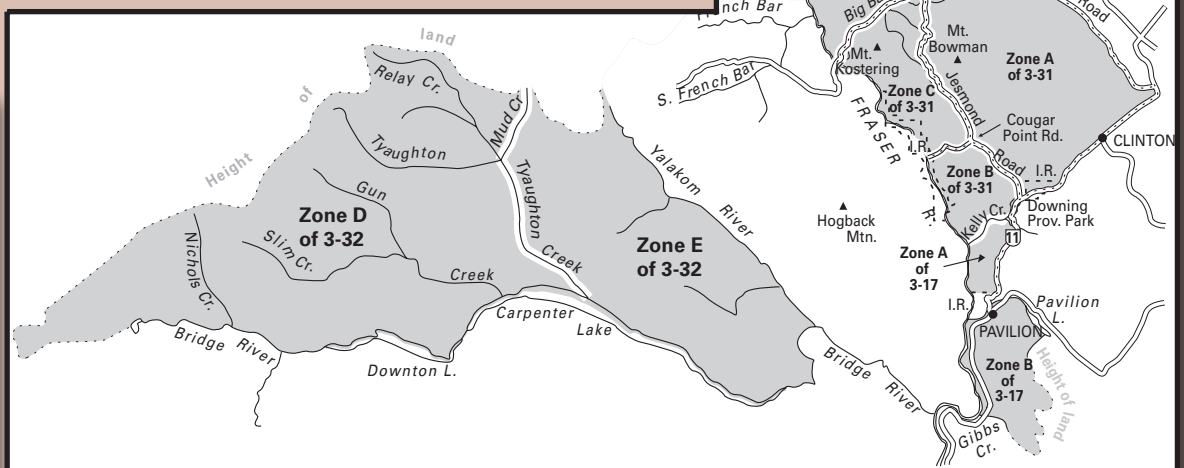 French Bar
Big
Road
land
of
Height
Relay Cr.
Mud Cr.
Tyaughton
Tyaughton
Creek
Gun
Creek
Slim Cr.
Nichols Cr.
Zone D
of 3-32
Zone E
of 3-32
Bridge River
Downton L.
Carpenter
Lake
Yalakom
River
S. French Bar
Mt.
Kostering
Mt.
Bowman
Zone A
of 3-31
Zone C
of 3-31
Jesmond
Road
Cougar
Point Rd.
CLINTON
FRASER
R.
I.R.
I.R.
Zone B
of 3-31
Hogback
Mtn.
Kelly Cr.
Downing
Prov. Park
11
Zone A
of
3-17
I.R.
Pavilion
L.
PAVILION
Zone B
of
3-17
Height of land
Bridge
River
Gibbs
Cr.